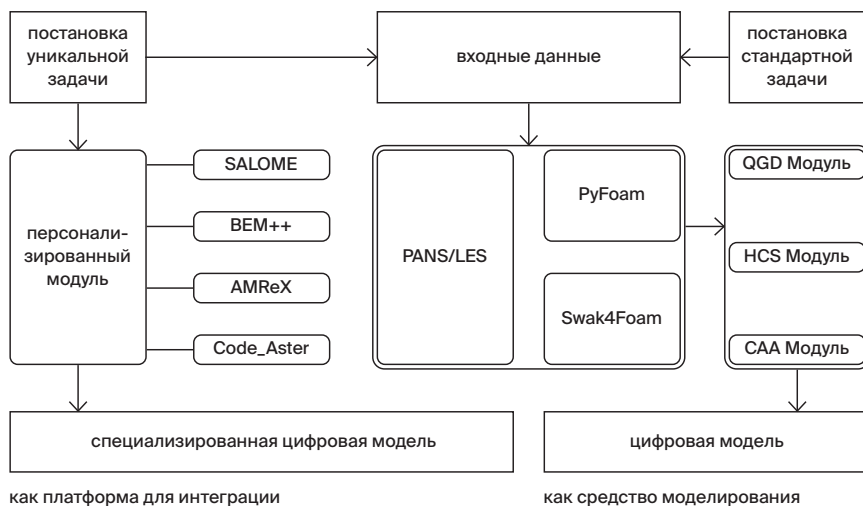 постановка
уникальной
задачи
входные данные
постановка
стандартной
задачи
персонали-
зированный
модуль
SALOME
BEM++
AMReX
Code_Aster
PANS/LES
PyFoam
Swak4Foam
QGD Модуль
HCS Модуль
CAA Модуль
специализированная цифровая модель
цифровая модель
как платформа для интеграции
как средство моделирования